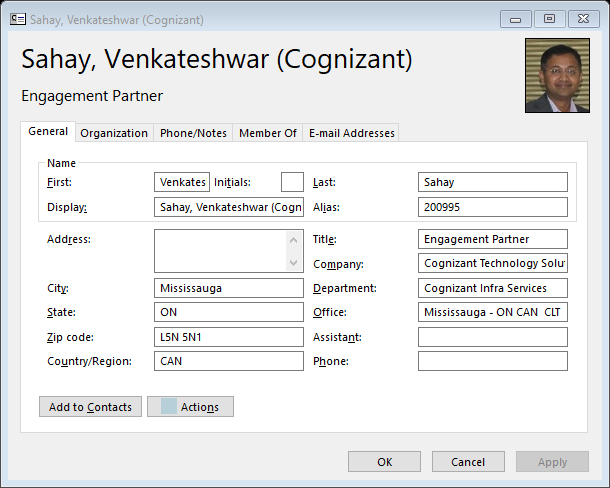 Sahay, Venkateshwar (Cognizant)
Sahay, Venkateshwar (Cognizant)
Engagement Partner
General Organization Phone/Notes Member Of E-mail Addresses
Name
First: Venkates Initials: Last: Sahay
Display: Sahay, Venkateshwar (Cogn Alias: 200995
Address: Title: Engagement Partner
Company: Cognizant Technology Solut
City: Mississauga Department: Cognizant Infra Services
State: ON Office: Mississauga - ON CAN CLT
Zip code: L5N 5N1 Assistant:
Country/Region: CAN Phone:
Add to Contacts Actions
OK Cancel Apply